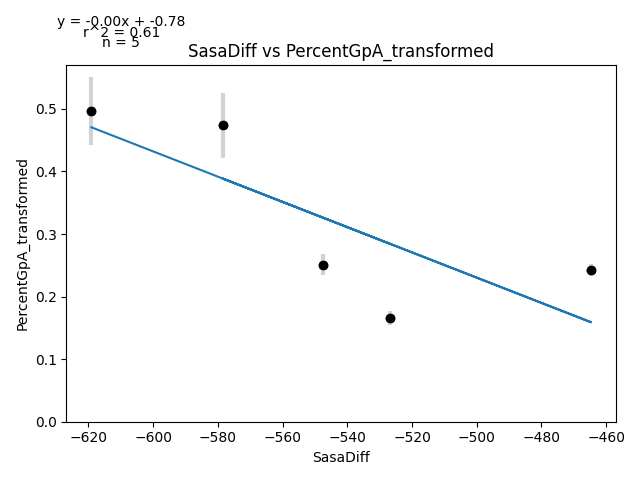 y = -0.00x + -0.78
r^2 = 0.61
n = 5
SasaDiff vs PercentGpA_transformed
PercentGpA_transformed
0.5
0.4
0.3
0.2
0.1
0.0
−620 −600 −580 −560 −540 −520 −500 −480 −460
SasaDiff